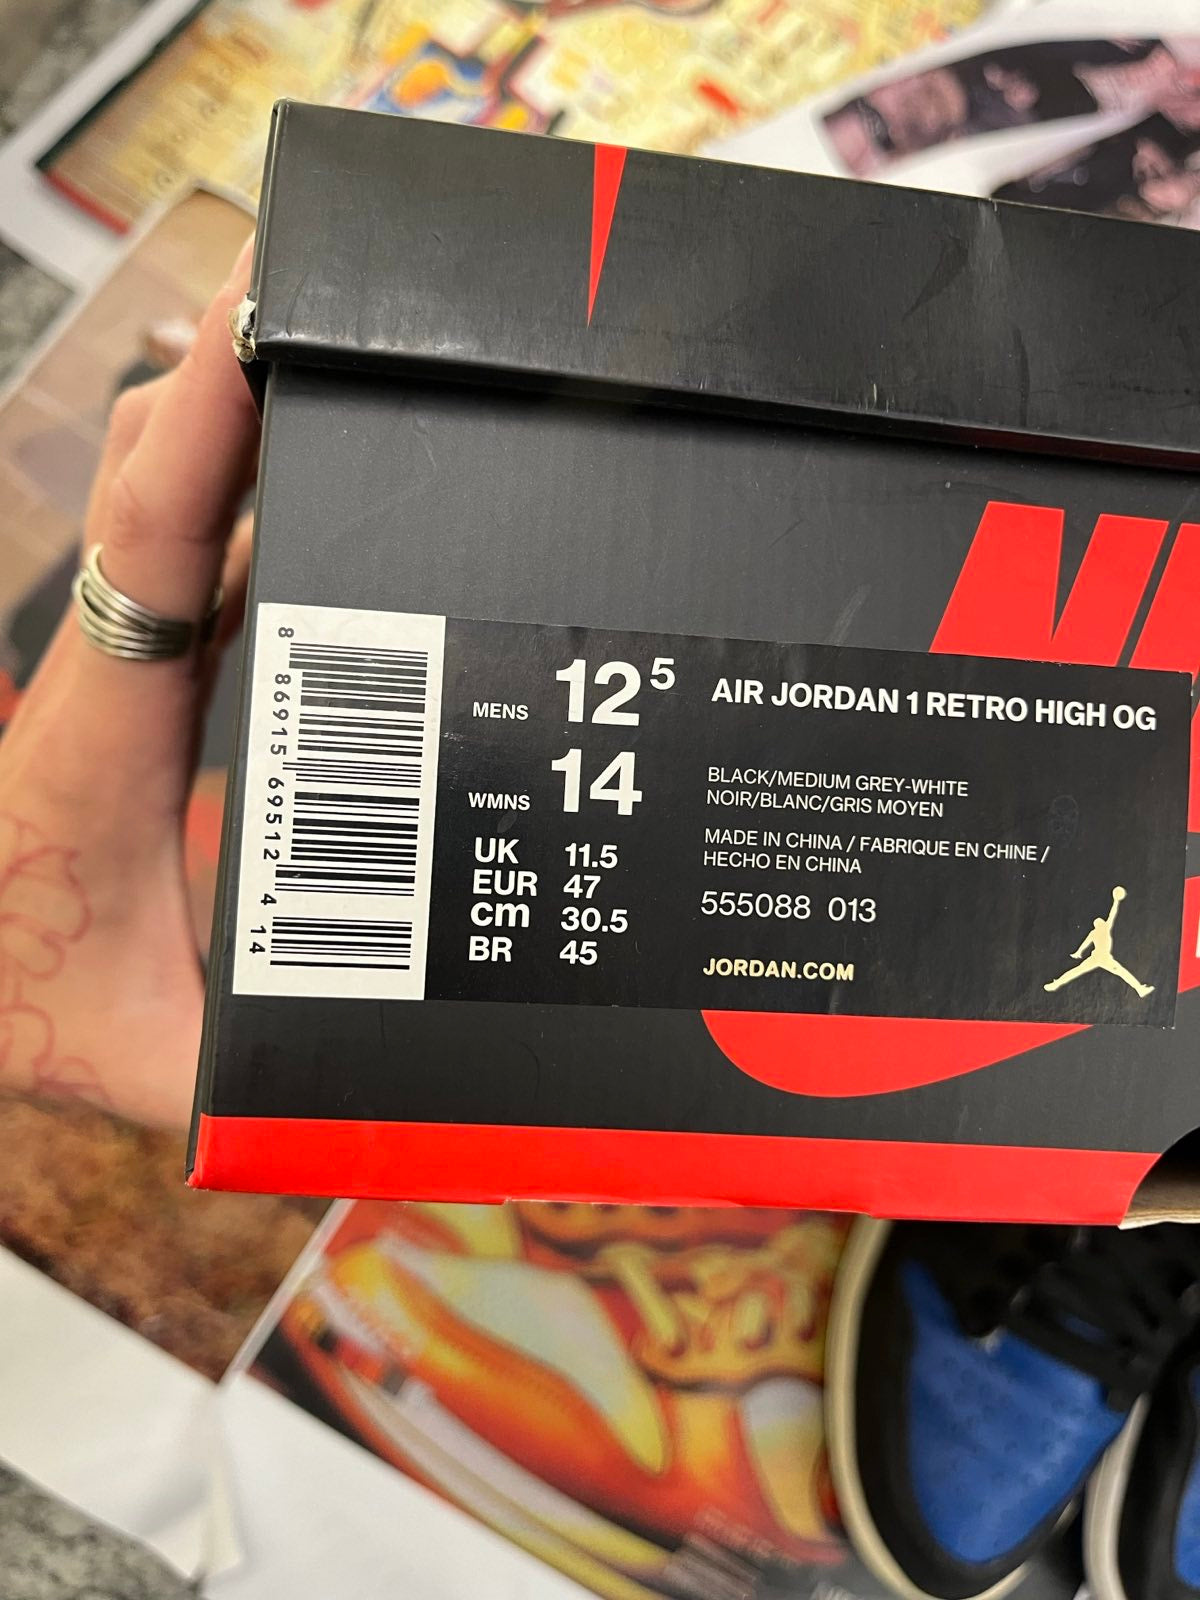 AIR JORDAN 1 RETRO HIGH OG
MENS 12 5
WMNS 14
UK 11.5
EUR 47
cm 30.5
BR 45
BLACK/MEDIUM GREY-WHITE
NOIR/BLANC/GRIS MOYEN
MADE IN CHINA / FABRIQUE EN CHINE /
HECHO EN CHINA
555088 013
JORDAN.COM
8 86915 69512 4 14